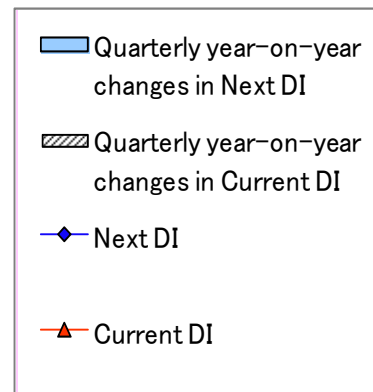 Quarterly year-on-year
changes in Next DI
Quarterly year-on-year
changes in Current DI
Next DI
Current DI